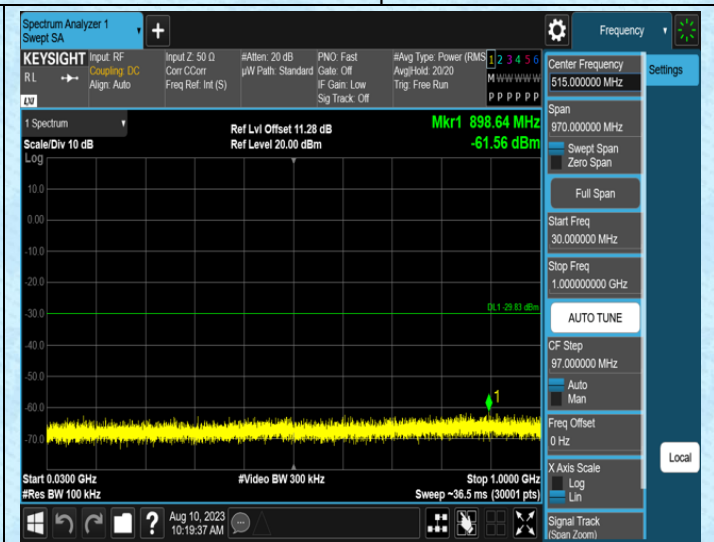 Spectrum Analyzer 1
Swept SA
+
Frequency
KEYSIGHT
RL
LXI
Input: RF
Coupling: DC
Align: Auto
Input Z: 50 Ω
Corr CCorr
Freq Ref: Int (S)
#Atten: 20 dB
µW Path: Standard
PNO: Fast
Gate: Off
IF Gain: Low
Sig Track: Off
#Avg Type: Power (RMS
Avg|Hold: 20/20
Trig: Free Run
1 2 3 4 5 6
M W W W W W
P P P P P P
1 Spectrum
Scale/Div 10 dB
Log
Ref Lvl Offset 11.28 dB
Ref Level 20.00 dBm
Mkr1 898.64 MHz
-61.56 dBm
10.0
0.00
-10.0
-20.0
-30.0
-40.0
-50.0
-60.0
-70.0
DL1 -29.83 dBm
1
Start 0.0300 GHz
#Res BW 100 kHz
#Video BW 300 kHz
Stop 1.0000 GHz
Sweep ~36.5 ms (30001 pts)
?
Aug 10, 2023
10:19:37 AM
Center Frequency
515.000000 MHz
Span
970.000000 MHz
Swept Span
Zero Span
Full Span
Start Freq
30.000000 MHz
Stop Freq
1.000000000 GHz
AUTO TUNE
CF Step
97.000000 MHz
Auto
Man
Freq Offset
0 Hz
X Axis Scale
Log
Lin
Signal Track
(Span Zoom)
Settings
Local